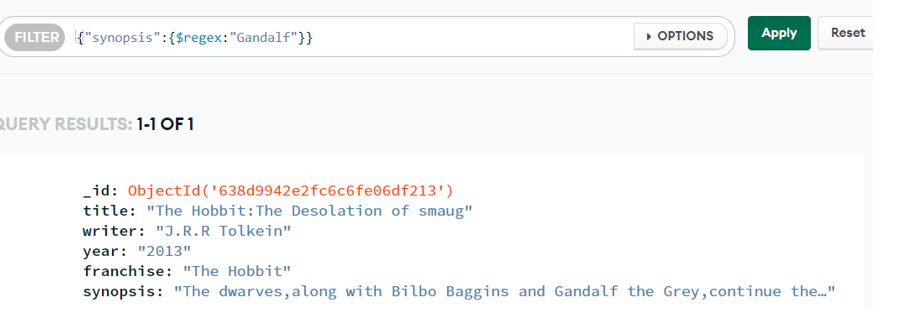 FILTER {"synopsis":{$regex:"Gandalf"}} OPTIONS Apply Reset
QUERY RESULTS: 1-1 OF 1
_id: ObjectId('638d9942e2fc6c6fe06df213')
title: "The Hobbit:The Desolation of smaug"
writer: "J.R.R Tolkein"
year: "2013"
franchise: "The Hobbit"
synopsis: "The dwarves,along with Bilbo Baggins and Gandalf the Grey,continue the…"